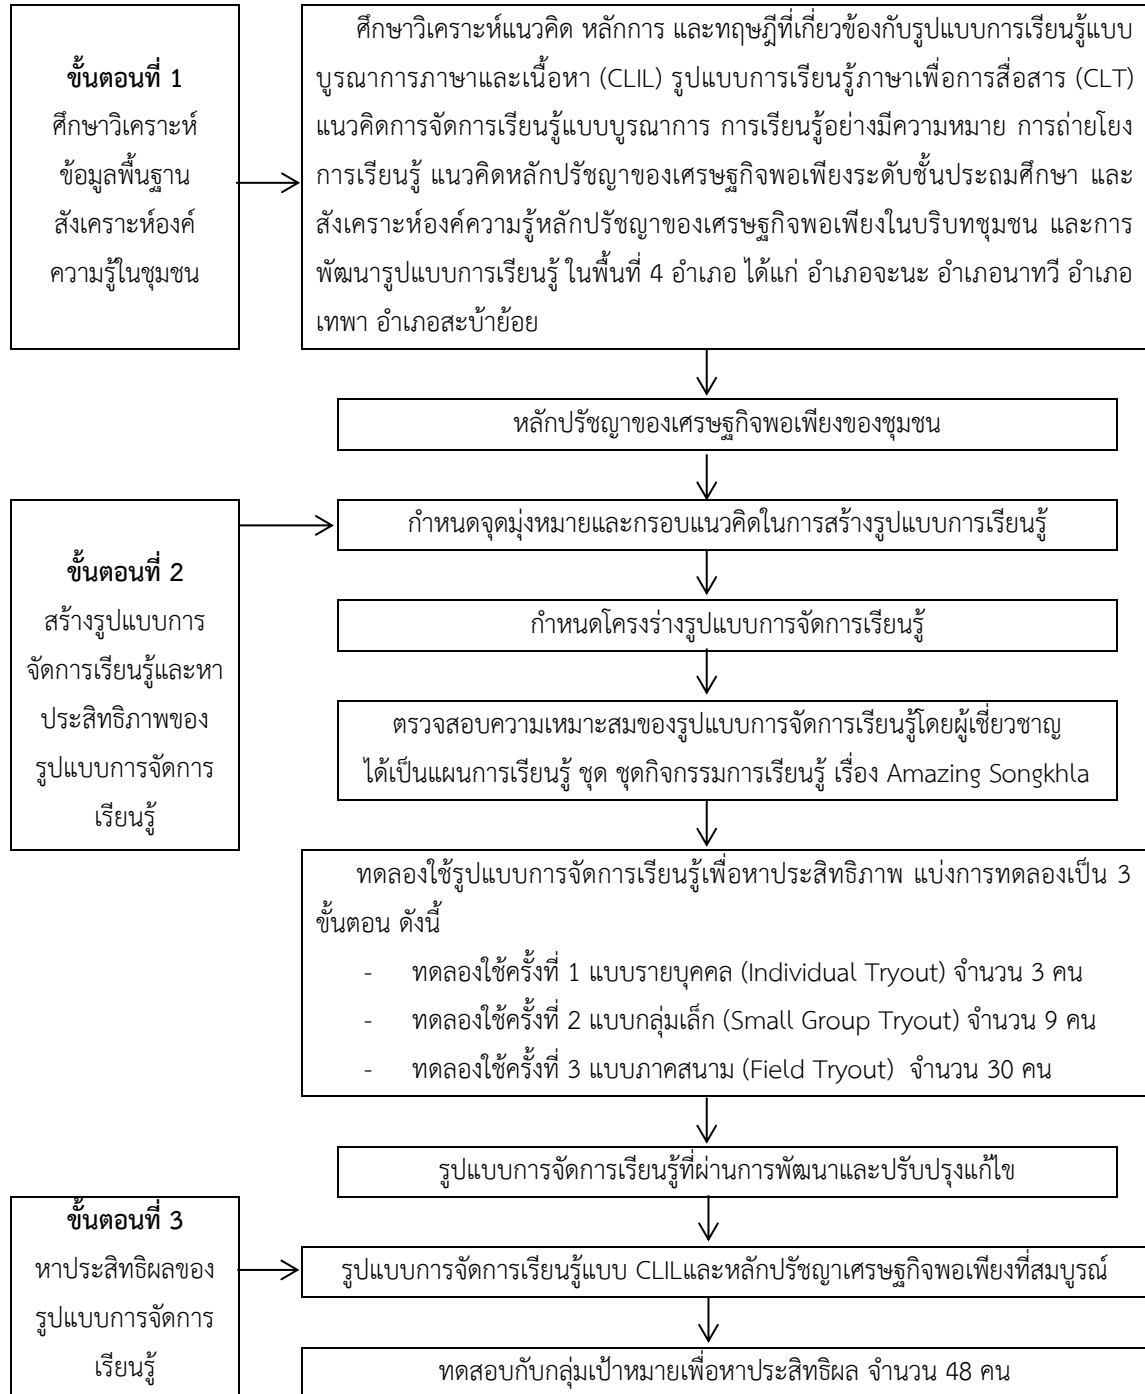 ขั้นตอนที่ 1
ศึกษาวิเคราะห์
ข้อมูลพื้นฐาน
สังเคราะห์องค์
ความรู้ในชุมชน
ศึกษาวิเคราะห์แนวคิด หลักการ และทฤษฎีที่เกี่ยวข้องกับรูปแบบการเรียนรู้แบบ
บูรณาการภาษาและเนื้อหา (CLIL) รูปแบบการเรียนรู้ภาษาเพื่อการสื่อสาร (CLT)
แนวคิดการจัดการเรียนรู้แบบบูรณาการ การเรียนรู้อย่างมีความหมาย การถ่ายโยง
การเรียนรู้ แนวคิดหลักปรัชญาของเศรษฐกิจพอเพียงระดับชั้นประถมศึกษา และ
สังเคราะห์องค์ความรู้หลักปรัชญาของเศรษฐกิจพอเพียงในบริบทชุมชน และการ
พัฒนารูปแบบการเรียนรู้ ในพื้นที่ 4 อำเภอ ได้แก่ อำเภอจะนะ อำเภอนาทวี อำเภอ
เทพา อำเภอสะบ้าย้อย
หลักปรัชญาของเศรษฐกิจพอเพียงของชุมชน
ขั้นตอนที่ 2
สร้างรูปแบบการ
จัดการเรียนรู้และหา
ประสิทธิภาพของ
รูปแบบการจัดการ
เรียนรู้
กำหนดจุดมุ่งหมายและกรอบแนวคิดในการสร้างรูปแบบการเรียนรู้
กำหนดโครงร่างรูปแบบการจัดการเรียนรู้
ตรวจสอบความเหมาะสมของรูปแบบการจัดการเรียนรู้โดยผู้เชี่ยวชาญ
ได้เป็นแผนการเรียนรู้ ชุด ชุดกิจกรรมการเรียนรู้ เรื่อง Amazing Songkhla
ทดลองใช้รูปแบบการจัดการเรียนรู้เพื่อหาประสิทธิภาพ แบ่งการทดลองเป็น 3
ขั้นตอน ดังนี้
- ทดลองใช้ครั้งที่ 1 แบบรายบุคคล (Individual Tryout) จำนวน 3 คน
- ทดลองใช้ครั้งที่ 2 แบบกลุ่มเล็ก (Small Group Tryout) จำนวน 9 คน
- ทดลองใช้ครั้งที่ 3 แบบภาคสนาม (Field Tryout) จำนวน 30 คน
รูปแบบการจัดการเรียนรู้ที่ผ่านการพัฒนาและปรับปรุงแก้ไข
ขั้นตอนที่ 3
หาประสิทธิผลของ
รูปแบบการจัดการ
เรียนรู้
รูปแบบการจัดการเรียนรู้แบบ CLILและหลักปรัชญาเศรษฐกิจพอเพียงที่สมบูรณ์
ทดสอบกับกลุ่มเป้าหมายเพื่อหาประสิทธิผล จำนวน 48 คน